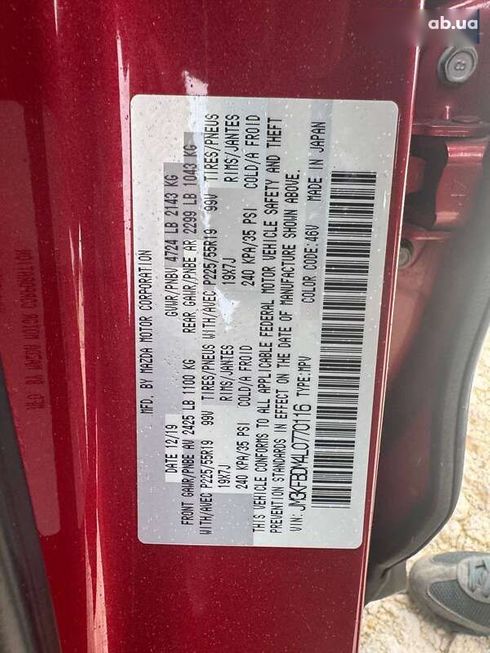 ab.ua
MFD. BY MAZDA MOTOR CORPORATION
DATE 12/19 GVWR/PNBV 4724 LB 2143 KG
FRONT GAWR/PNBE AV 2425 LB 1100 KG REAR GAWR/PNBE AR 2299 LB 1043 KG
WITH/AVEC P225/55R19 99V TIRES/PNEUS WITH/AVEC P225/55R19 99V TIRES/PNEUS
19X7J RIMS/JANTES 19X7J RIMS/JANTES
240 KPA/35 PSI COLD/A FROID 240 KPA/35 PSI COLD/A FROID
THIS VEHICLE CONFORMS TO ALL APPLICABLE FEDERAL MOTOR VEHICLE SAFETY AND THEFT
PREVENTION STANDARDS IN EFFECT ON THE DATE OF MANUFACTURE SHOWN ABOVE.
VIN: JM3KFBDM4L0770116 TYPE:MPV COLOR CODE:46V MADE IN JAPAN